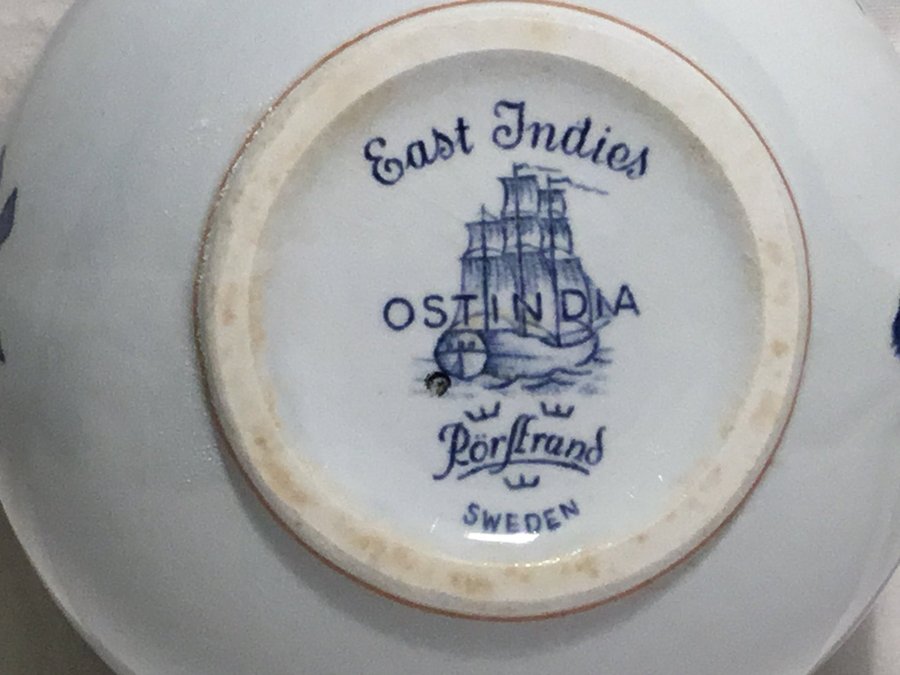 East Indies
OSTINDIA
Rörstrand
SWEDEN